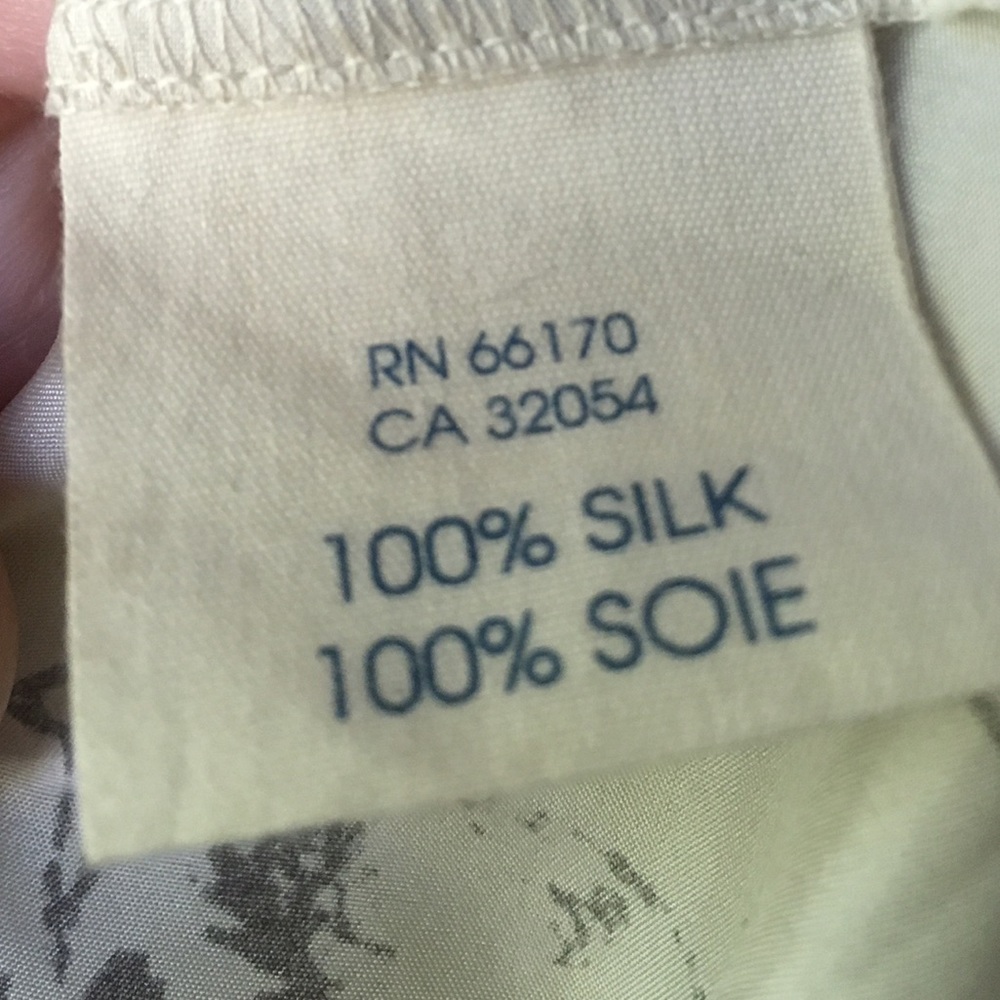 RN 66170
CA 32054
100% SILK
100% SOIE